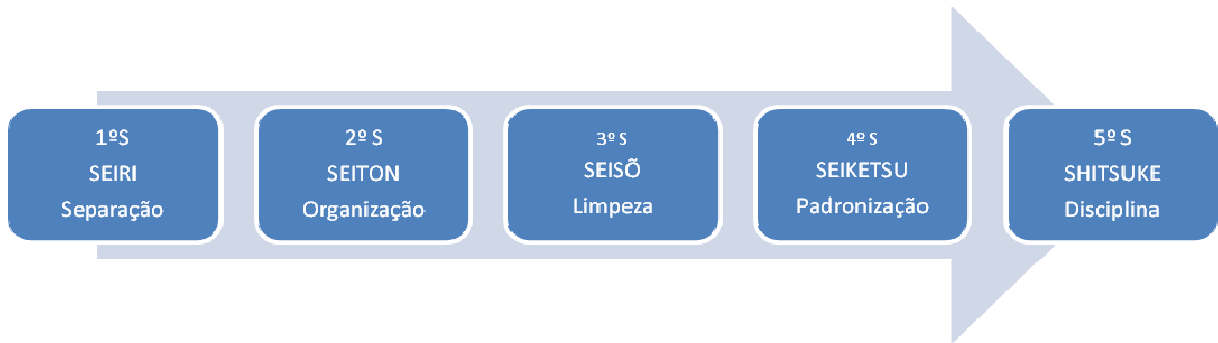 1ºS
SEIRI
Separação
2º S
SEITON
Organização
3º S
SEISÕ
Limpeza
4º S
SEIKETSU
Padronização
5º S
SHITSUKE
Disciplina